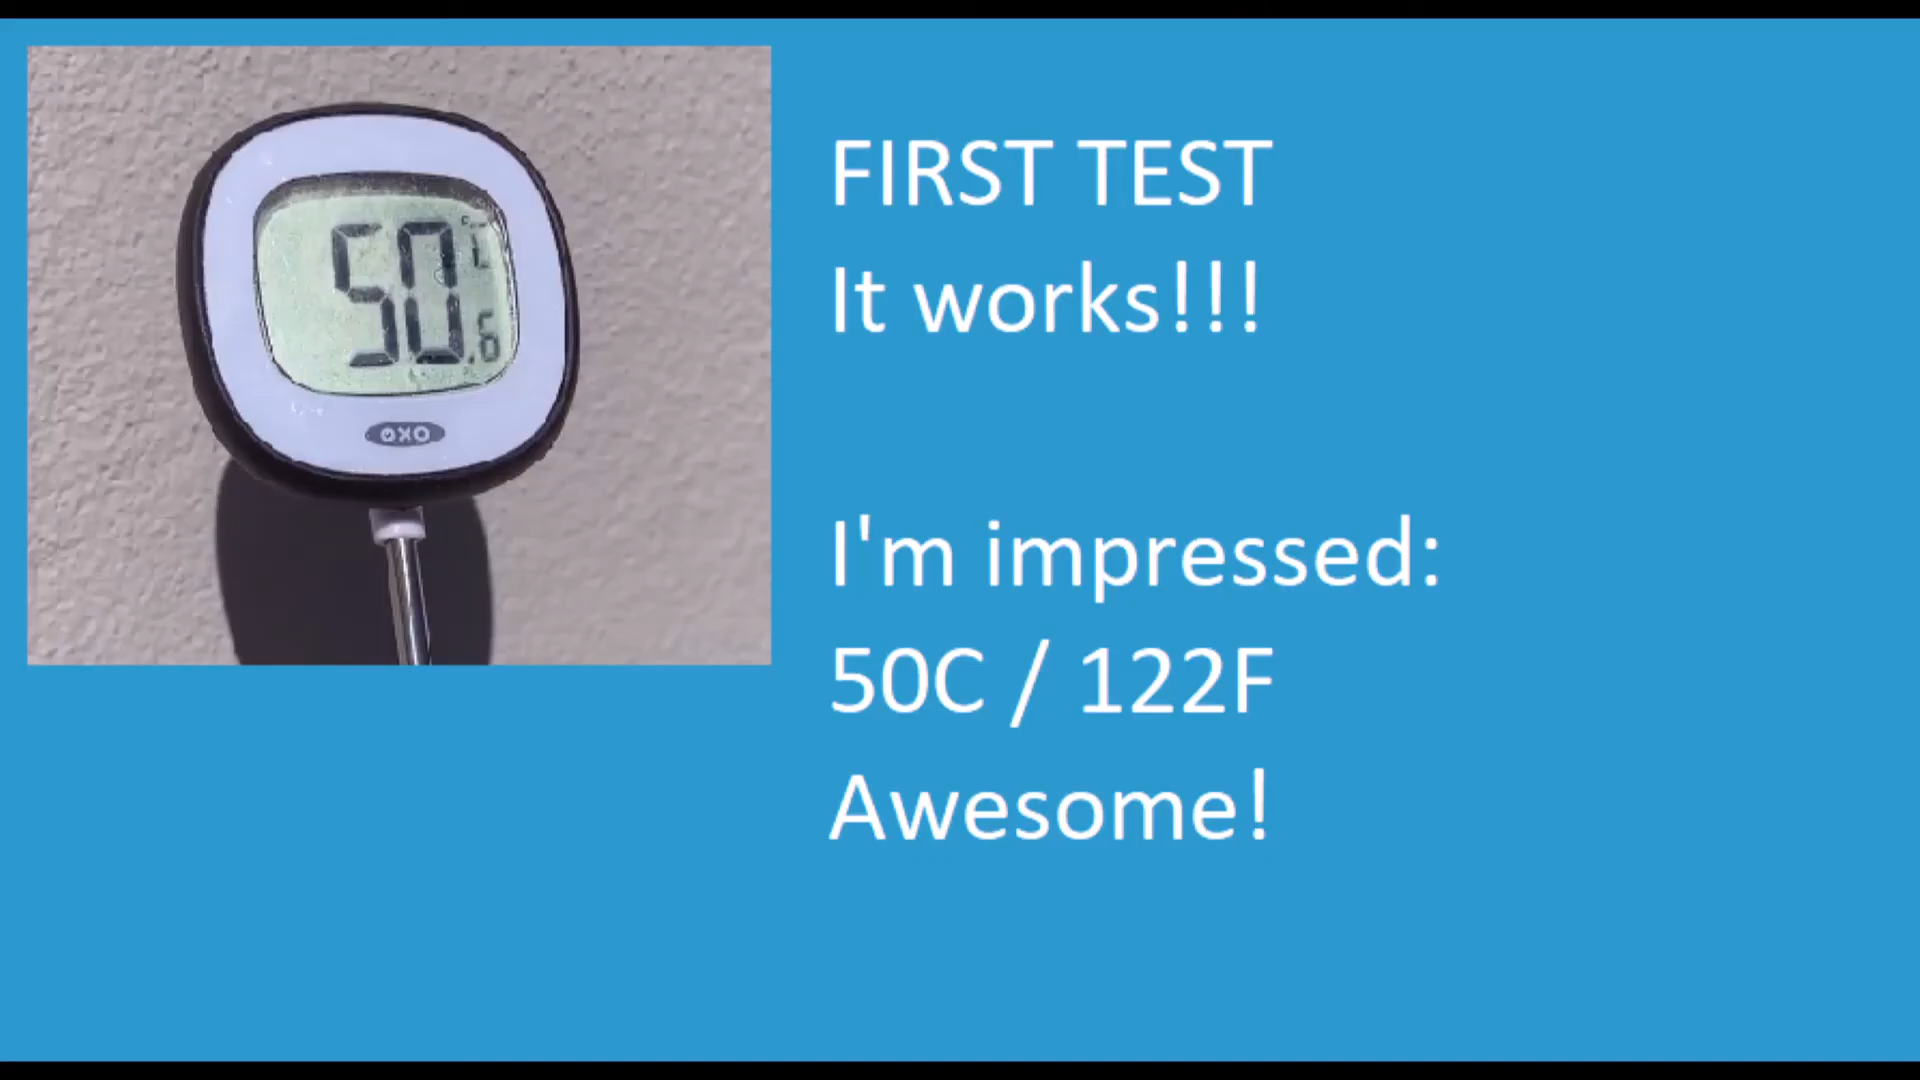 50.6
OXO
FIRST TEST
It works!!!
I'm impressed:
50C / 122F
Awesome!